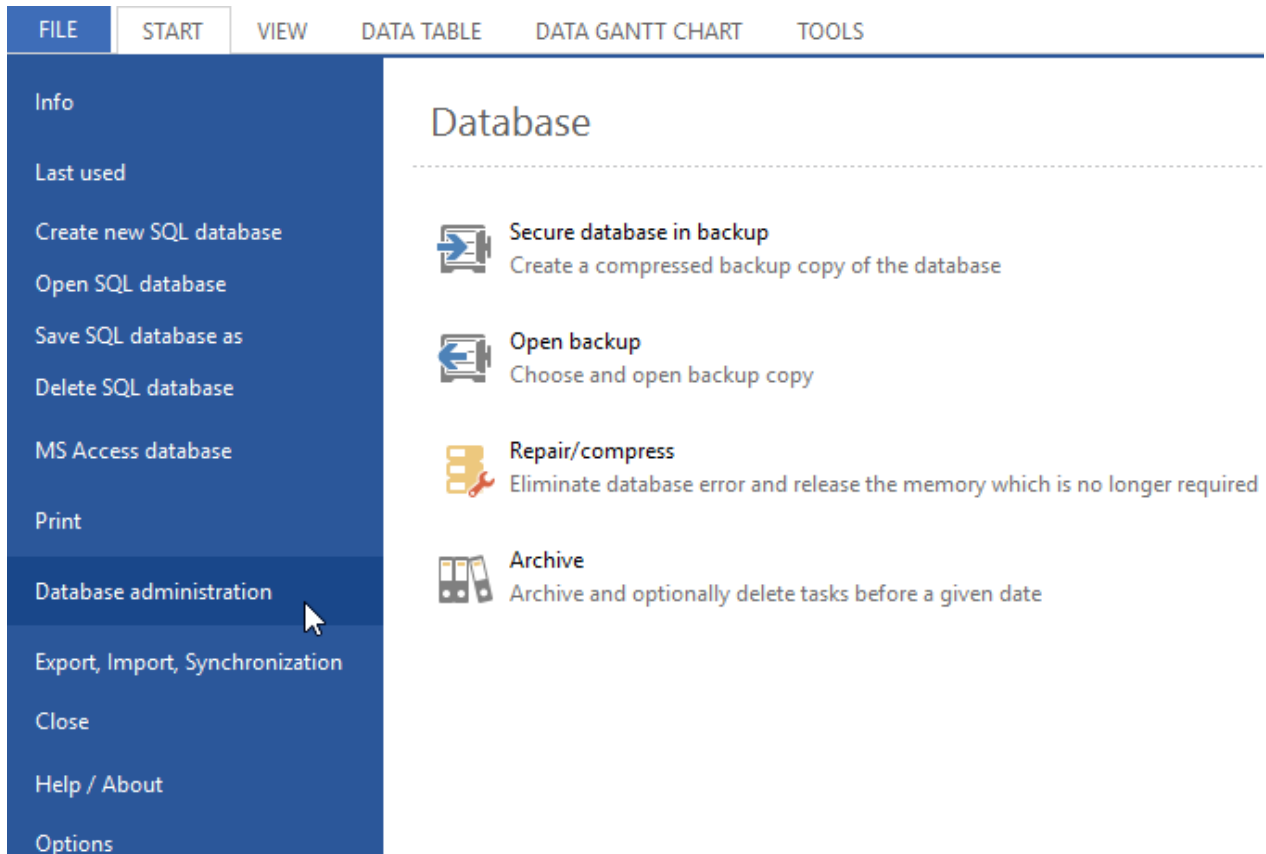 FILE START VIEW DATA TABLE DATA GANTT CHART TOOLS
Info
Last used
Create new SQL database
Open SQL database
Save SQL database as
Delete SQL database
MS Access database
Print
Database administration
Export, Import, Synchronization
Close
Help / About
Options
Database
Secure database in backup
Create a compressed backup copy of the database
Open backup
Choose and open backup copy
Repair/compress
Eliminate database error and release the memory which is no longer required
Archive
Archive and optionally delete tasks before a given date